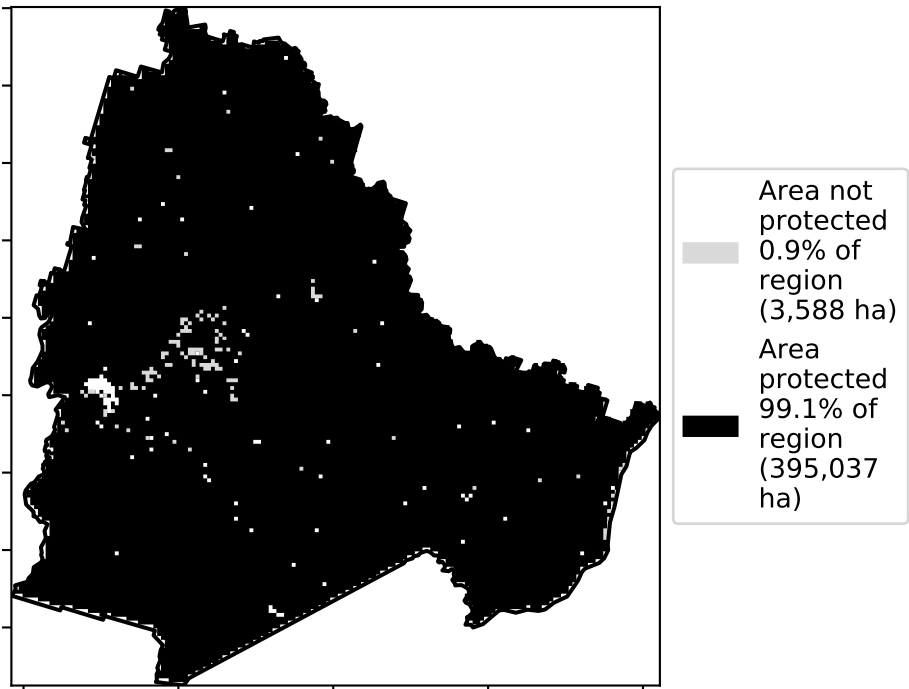 Area not
protected
0.9% of
region
(3,588 ha)
Area
protected
99.1% of
region
(395,037
ha)